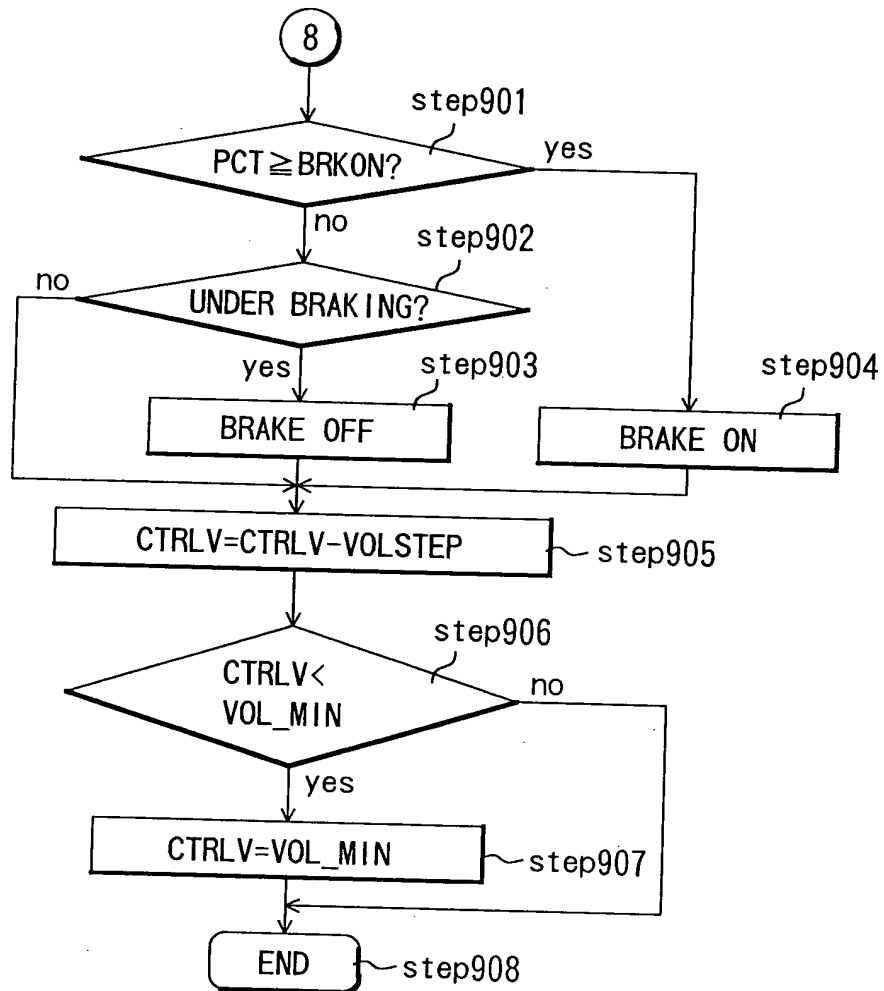 8
step901
PCT≧BRKON?
yes
no
step902
no
UNDER BRAKING?
yes
step903
step904
BRAKE OFF
BRAKE ON
CTRLV=CTRLV-VOLSTEP
step905
step906
CTRLV<
VOL_MIN
no
yes
CTRLV=VOL_MIN
step907
END
step908